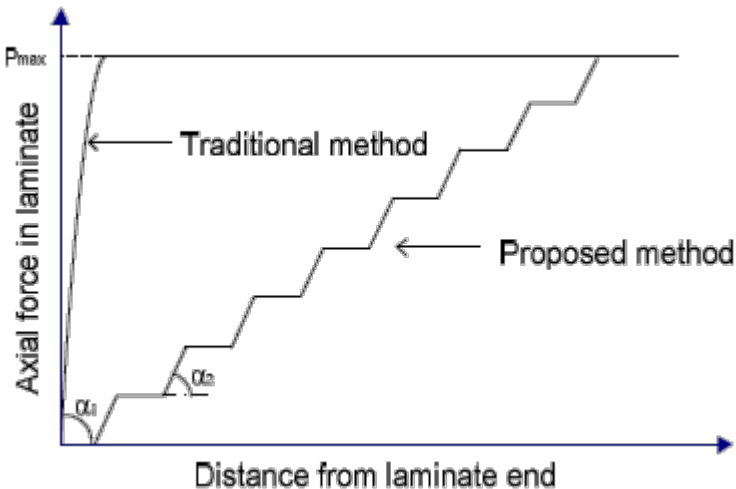 Pmax
Axial force in laminate
Traditional method
Proposed method
α2
α1
Distance from laminate end